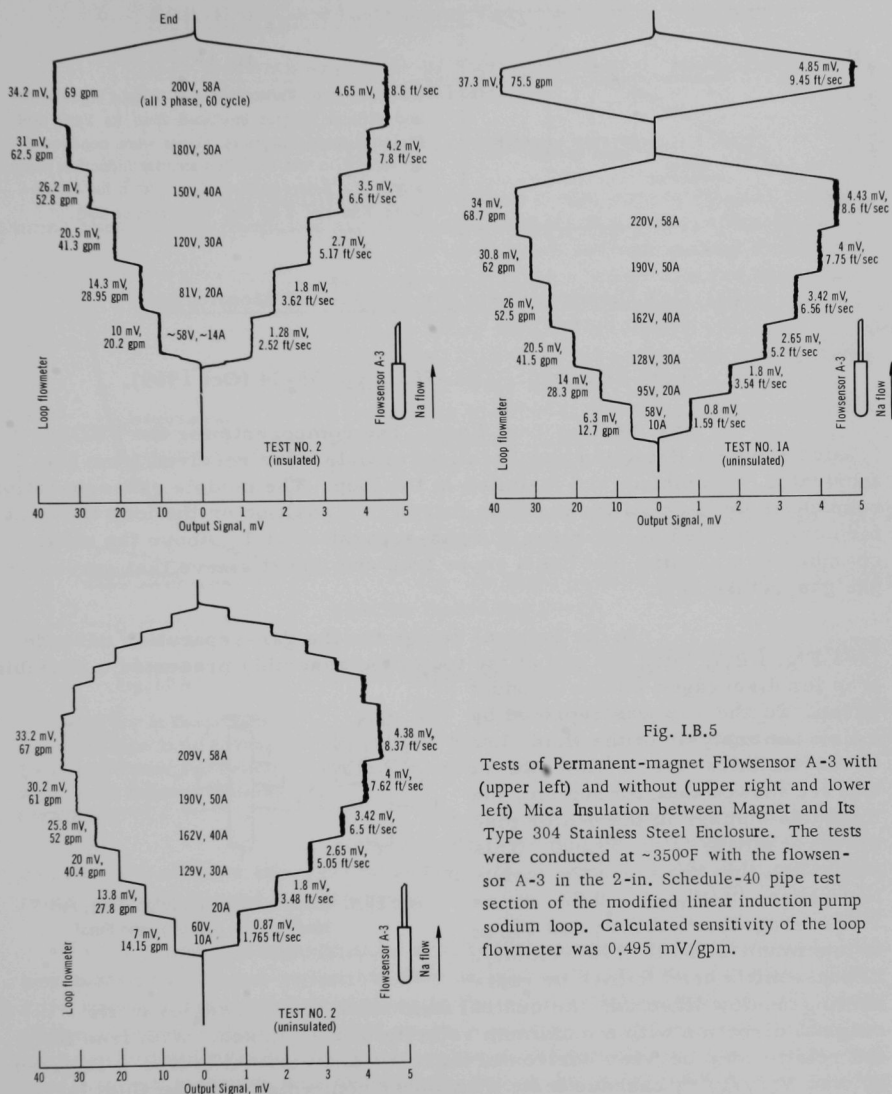 End
34.2 mV, 69 gpm
200V, 58A
(all 3 phase, 60 cycle)
4.65 mV, 8.6 ft/sec
31 mV,
62.5 gpm
180V, 50A
4.2 mV,
7.8 ft/sec
26.2 mV,
52.8 gpm
150V, 40A
3.5 mV,
6.6 ft/sec
20.5 mV,
41.3 gpm
120V, 30A
2.7 mV,
5.17 ft/sec
14.3 mV,
28.95 gpm
81V, 20A
1.8 mV,
3.62 ft/sec
10 mV,
20.2 gpm
~58V, ~14A
1.28 mV,
2.52 ft/sec
Loop flowmeter
Flowsensor A-3
Na flow
TEST NO. 2
(insulated)
40 30 20 10 0 1 2 3 4 5
Output Signal, mV
37.3 mV, 75.5 gpm
4.85 mV,
9.45 ft/sec
34 mV,
68.7 gpm
220V, 58A
4.43 mV,
8.6 ft/sec
30.8 mV,
62 gpm
190V, 50A
4 mV,
7.75 ft/sec
26 mV,
52.5 gpm
162V, 40A
3.42 mV,
6.56 ft/sec
20.5 mV,
41.5 gpm
128V, 30A
2.65 mV,
5.2 ft/sec
14 mV,
28.3 gpm
95V, 20A
1.8 mV,
3.54 ft/sec
6.3 mV,
12.7 gpm
58V,
10A
0.8 mV,
1.59 ft/sec
Loop flowmeter
Flowsensor A-3
Na flow
TEST NO. 1A
(uninsulated)
40 30 20 10 0 1 2 3 4 5
Output Signal, mV
33.2 mV,
67 gpm
209V, 58A
4.38 mV,
8.37 ft/sec
30.2 mV,
61 gpm
190V, 50A
4 mV,
7.62 ft/sec
25.8 mV,
52 gpm
162V, 40A
3.42 mV,
6.5 ft/sec
20 mV,
40.4 gpm
129V, 30A
2.65 mV,
5.05 ft/sec
13.8 mV,
27.8 gpm
20A
1.8 mV,
3.48 ft/sec
7 mV,
14.15 gpm
60V,
10A
0.87 mV,
1.765 ft/sec
Loop flowmeter
Flowsensor A-3
Na flow
TEST NO. 2
(uninsulated)
40 30 20 10 0 1 2 3 4 5
Output Signal, mV
Fig. I.B.5
Tests of Permanent-magnet Flowsensor A-3 with
(upper left) and without (upper right and lower
left) Mica Insulation between Magnet and Its
Type 304 Stainless Steel Enclosure. The tests
were conducted at ~350°F with the flowsen-
sor A-3 in the 2-in. Schedule-40 pipe test
section of the modified linear induction pump
sodium loop. Calculated sensitivity of the loop
flowmeter was 0.495 mV/gpm.